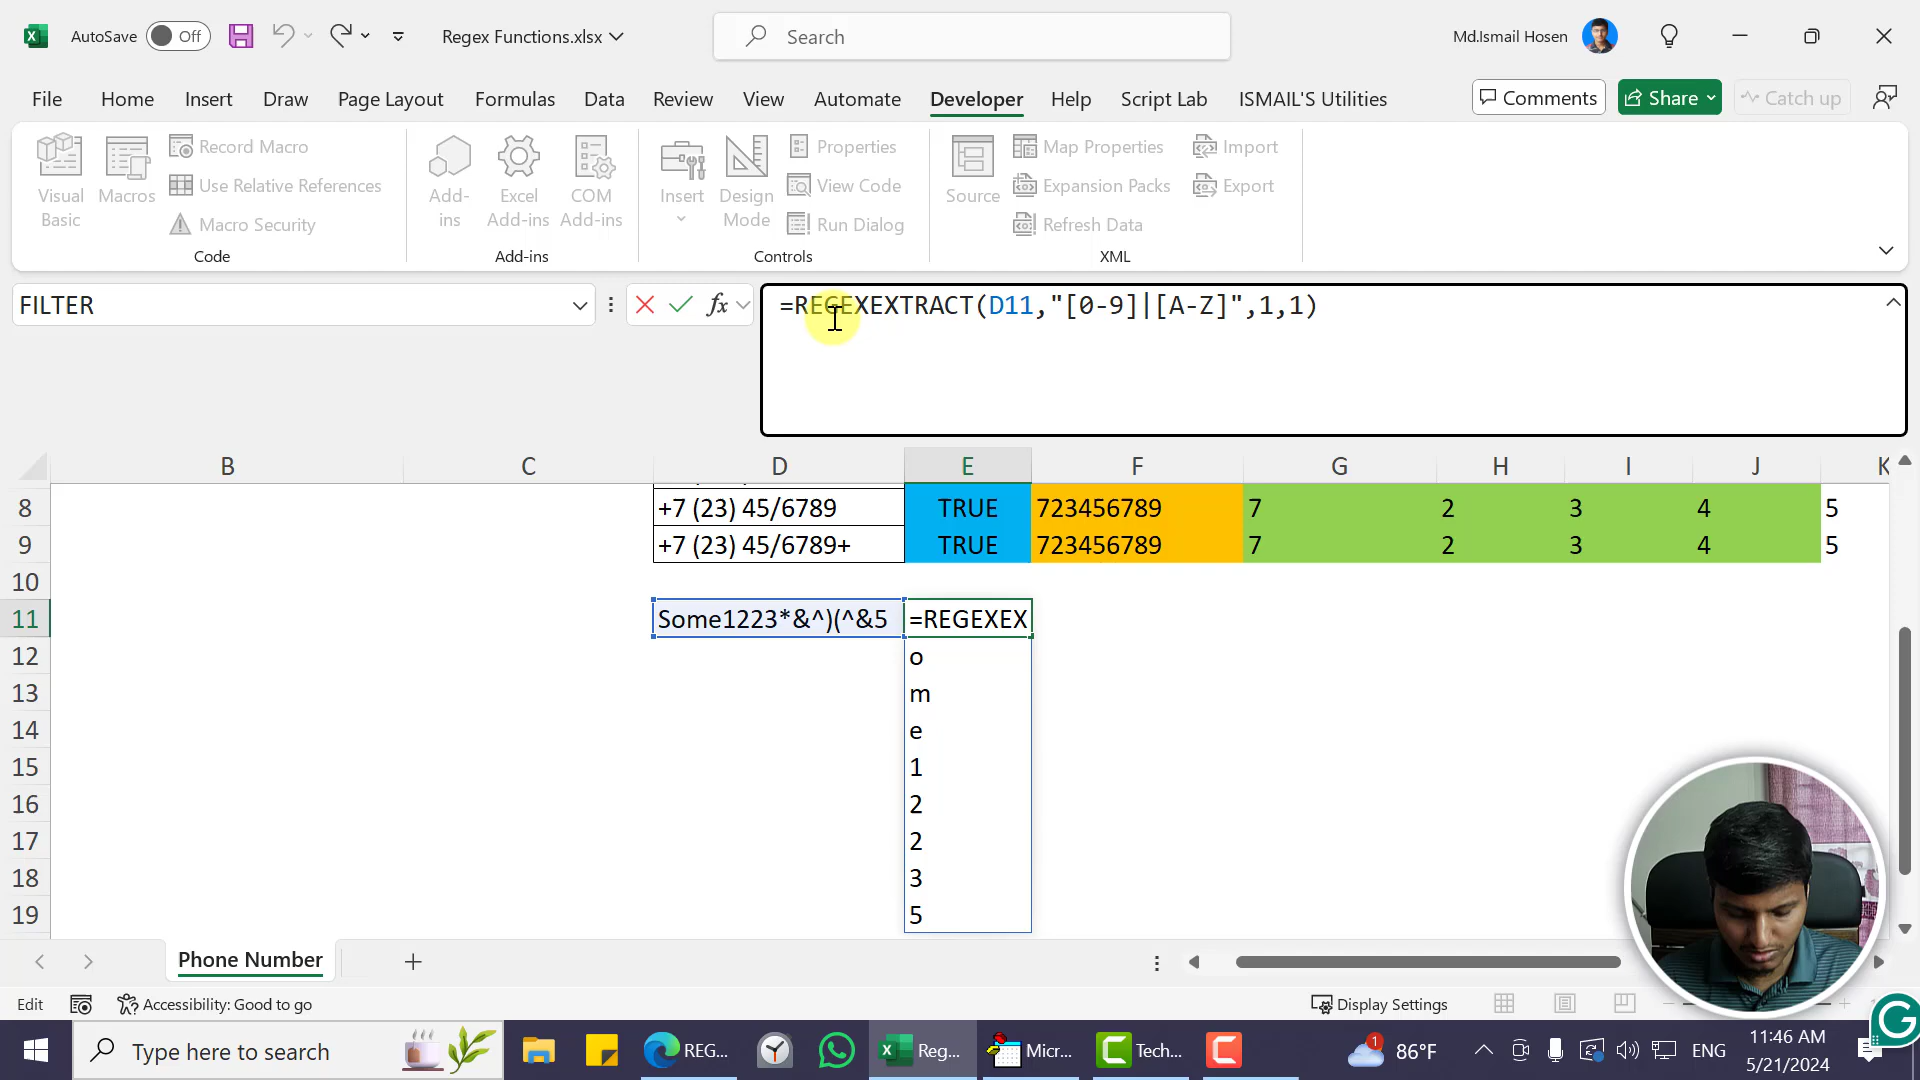 AutoSave Off Regex Functions.xlsx Search Md.Ismail Hosen
File Home Insert Draw Page Layout Formulas Data Review View Automate Developer Help Script Lab ISMAIL'S Utilities Comments Share Catch up
Visual Basic
Macros
Record Macro
Use Relative References
Macro Security
Code
Add-ins
Excel Add-ins
COM Add-ins
Add-ins
Insert
Design Mode
Properties
View Code
Run Dialog
Controls
Source
Map Properties
Expansion Packs
Refresh Data
Import
Export
XML
FILTER fx =REGEXEXTRACT(D11,"[0-9]|[A-Z]",1,1)
B C D E F G H I J K
8 +7 (23) 45/6789 TRUE 723456789 7 2 3 4 5
9 +7 (23) 45/6789+ TRUE 723456789 7 2 3 4 5
10
11 Some1223*&^)(^&5 =REGEXEX
12 o
13 m
14 e
15 1
16 2
17 2
18 3
19 5
Phone Number
Edit Accessibility: Good to go Display Settings
Type here to search REG... Reg... Micr... Tech... 1 86°F ENG 11:46 AM
5/21/2024